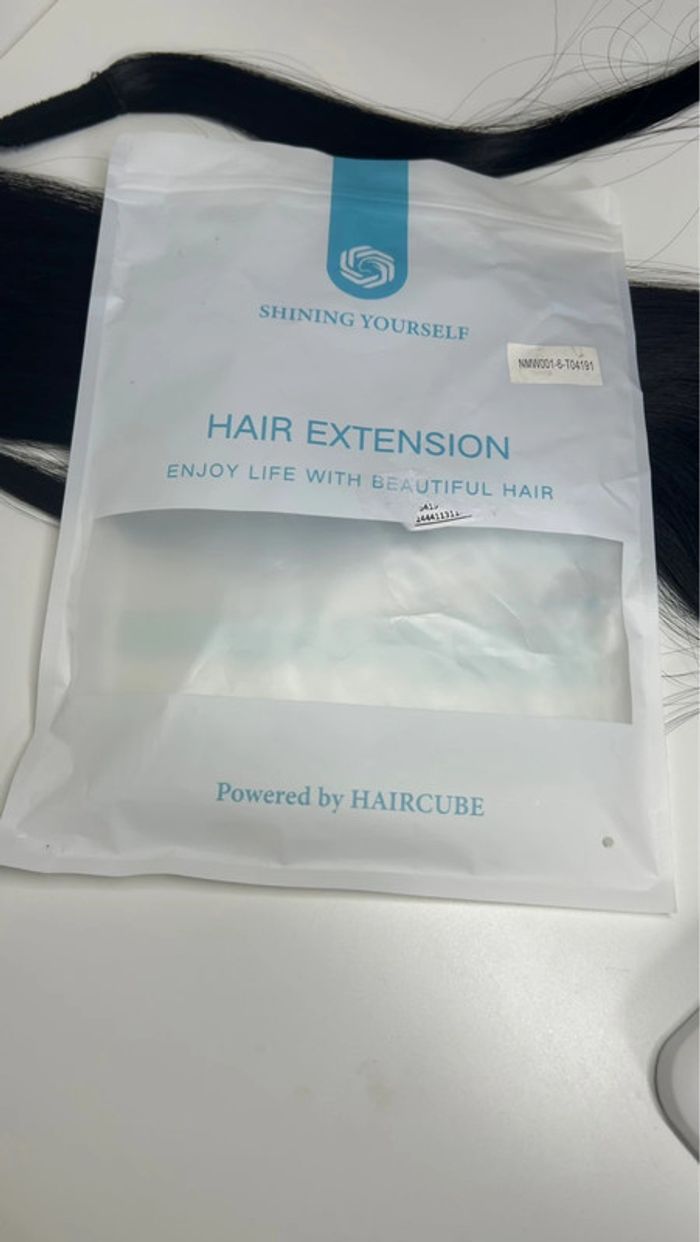 SHINING YOURSELF
NMW001-6-T04191
HAIR EXTENSION
ENJOY LIFE WITH BEAUTIFUL HAIR
Powered by HAIRCUBE